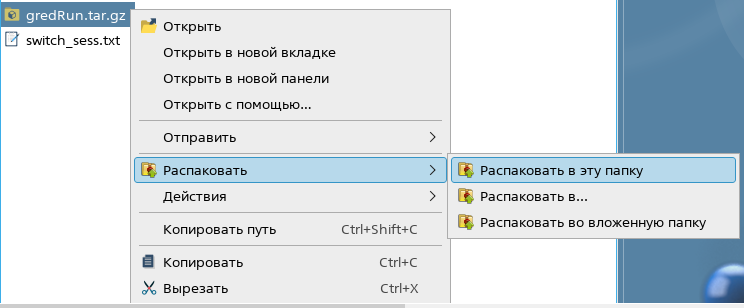 gredRun.tar.gz
switch_sess.txt
Открыть
Открыть в новой вкладке
Открыть в новой панели
Открыть с помощью...
Отправить
Распаковать
Действия
Копировать путь Ctrl+Shift+C
Копировать Ctrl+C
Вырезать Ctrl+X
Распаковать в эту папку
Распаковать в...
Распаковать во вложенную папку